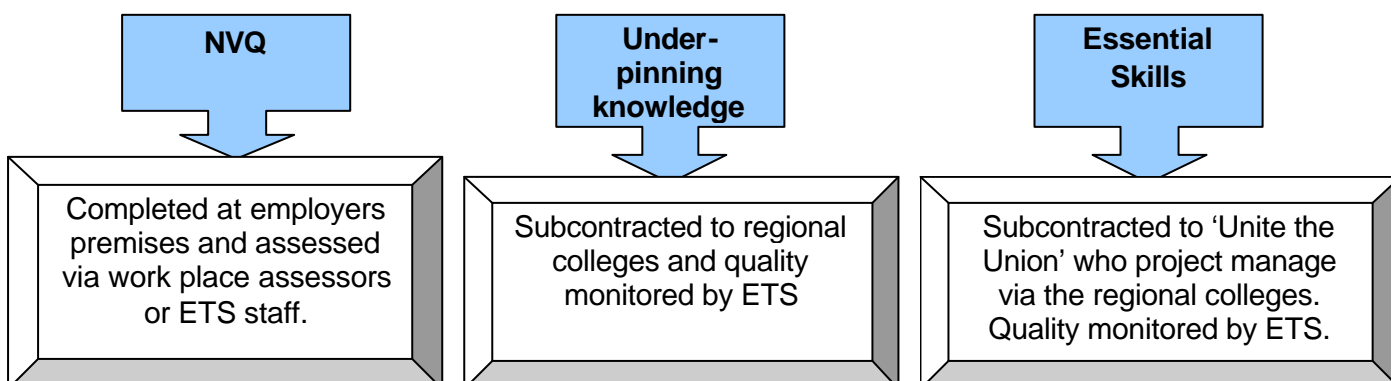 NVQ
Completed at employers
premises and assessed
via work place assessors
or ETS staff.
Under-
pinning
knowledge
Subcontracted to regional
colleges and quality
monitored by ETS
Essential
Skills
Subcontracted to ‘Unite the
Union’ who project manage
via the regional colleges.
Quality monitored by ETS.